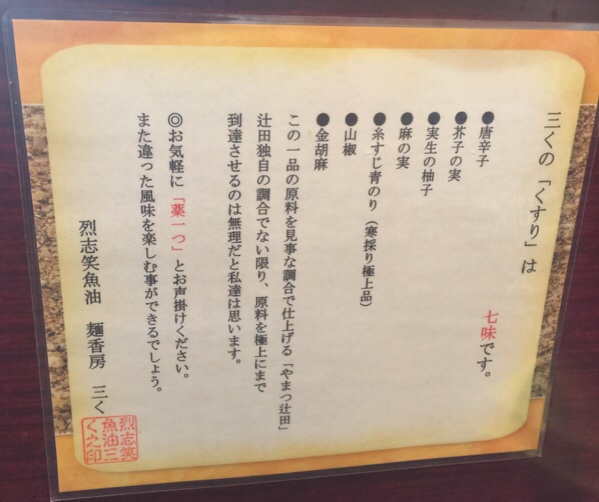 三くの「くすり」は
七味です。
●唐辛子
●芥子の実
●実生の柚子
●麻の実
●糸すじ青のり（寒採り極上品）
●山椒
●金胡麻
この一品の原料を見事な調合で仕上げる「やまつ辻田」
辻田独自の調合でない限り、原料を極上にまで
到達させるのは無理だと私達は思います。
◎お気軽に「薬一つ」とお声掛けください。
また違った風味を楽しむ事ができるでしょう。
烈志笑魚油　麺香房　三く
烈志笑
魚油三
く之印